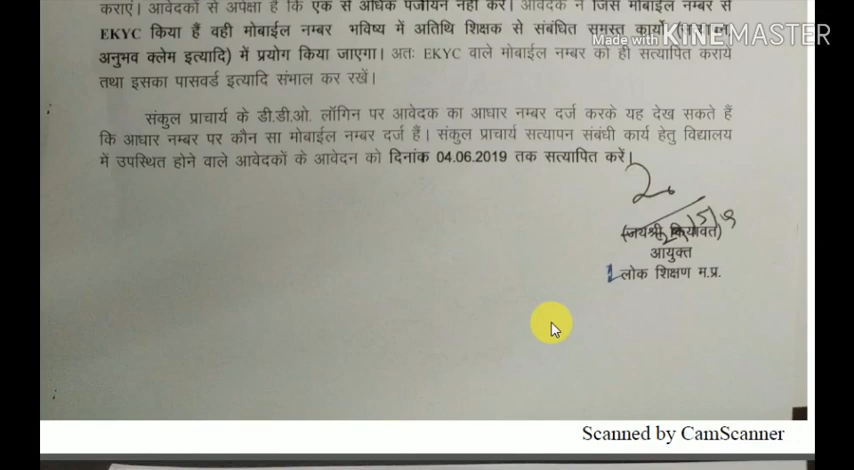 कराएं। आवेदकों से अपेक्षा है कि एक से अधिक पंजीयन नहीं करें। आवेदक ने जिस मोबाईल नम्बर से
EKYC किया हैं वही मोबाईल नम्बर भविष्य में अतिथि शिक्षक से संबंधित समस्त कार्यो
Made with KINEMASTER
अनुभव क्लेम इत्यादि) में प्रयोग किया जाएगा। अतः EKYC वाले मोबाईल नम्बर को ही सत्यापित कराये
तथा इसका पासवर्ड इत्यादि संभाल कर रखें।
संकुल प्राचार्य के डी.डी.ओ. लॉगिन पर आवेदक का आधार नम्बर दर्ज करके यह देख सकते हैं
कि आधार नम्बर पर कौन सा मोबाईल नम्बर दर्ज हैं। संकुल प्राचार्य सत्यापन संबंधी कार्य हेतु विद्यालय
में उपस्थित होने वाले आवेदकों के आवेदन को दिनांक 04.06.2019 तक सत्यापित करें।
(जयश्री कियावत)
आयुक्त
लोक शिक्षण म.प्र.
Scanned by CamScanner